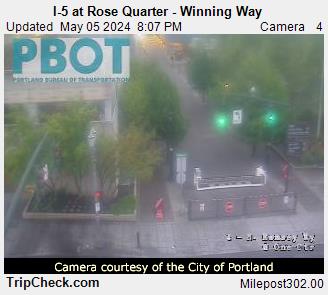 I-5 at Rose Quarter - Winning Way
Updated May 05 2024 8:07 PM Camera 4
PBOT
PORTLAND BUREAU OF TRANSPORTATION
Camera courtesy of the City of Portland
TripCheck.com
Milepost302.00